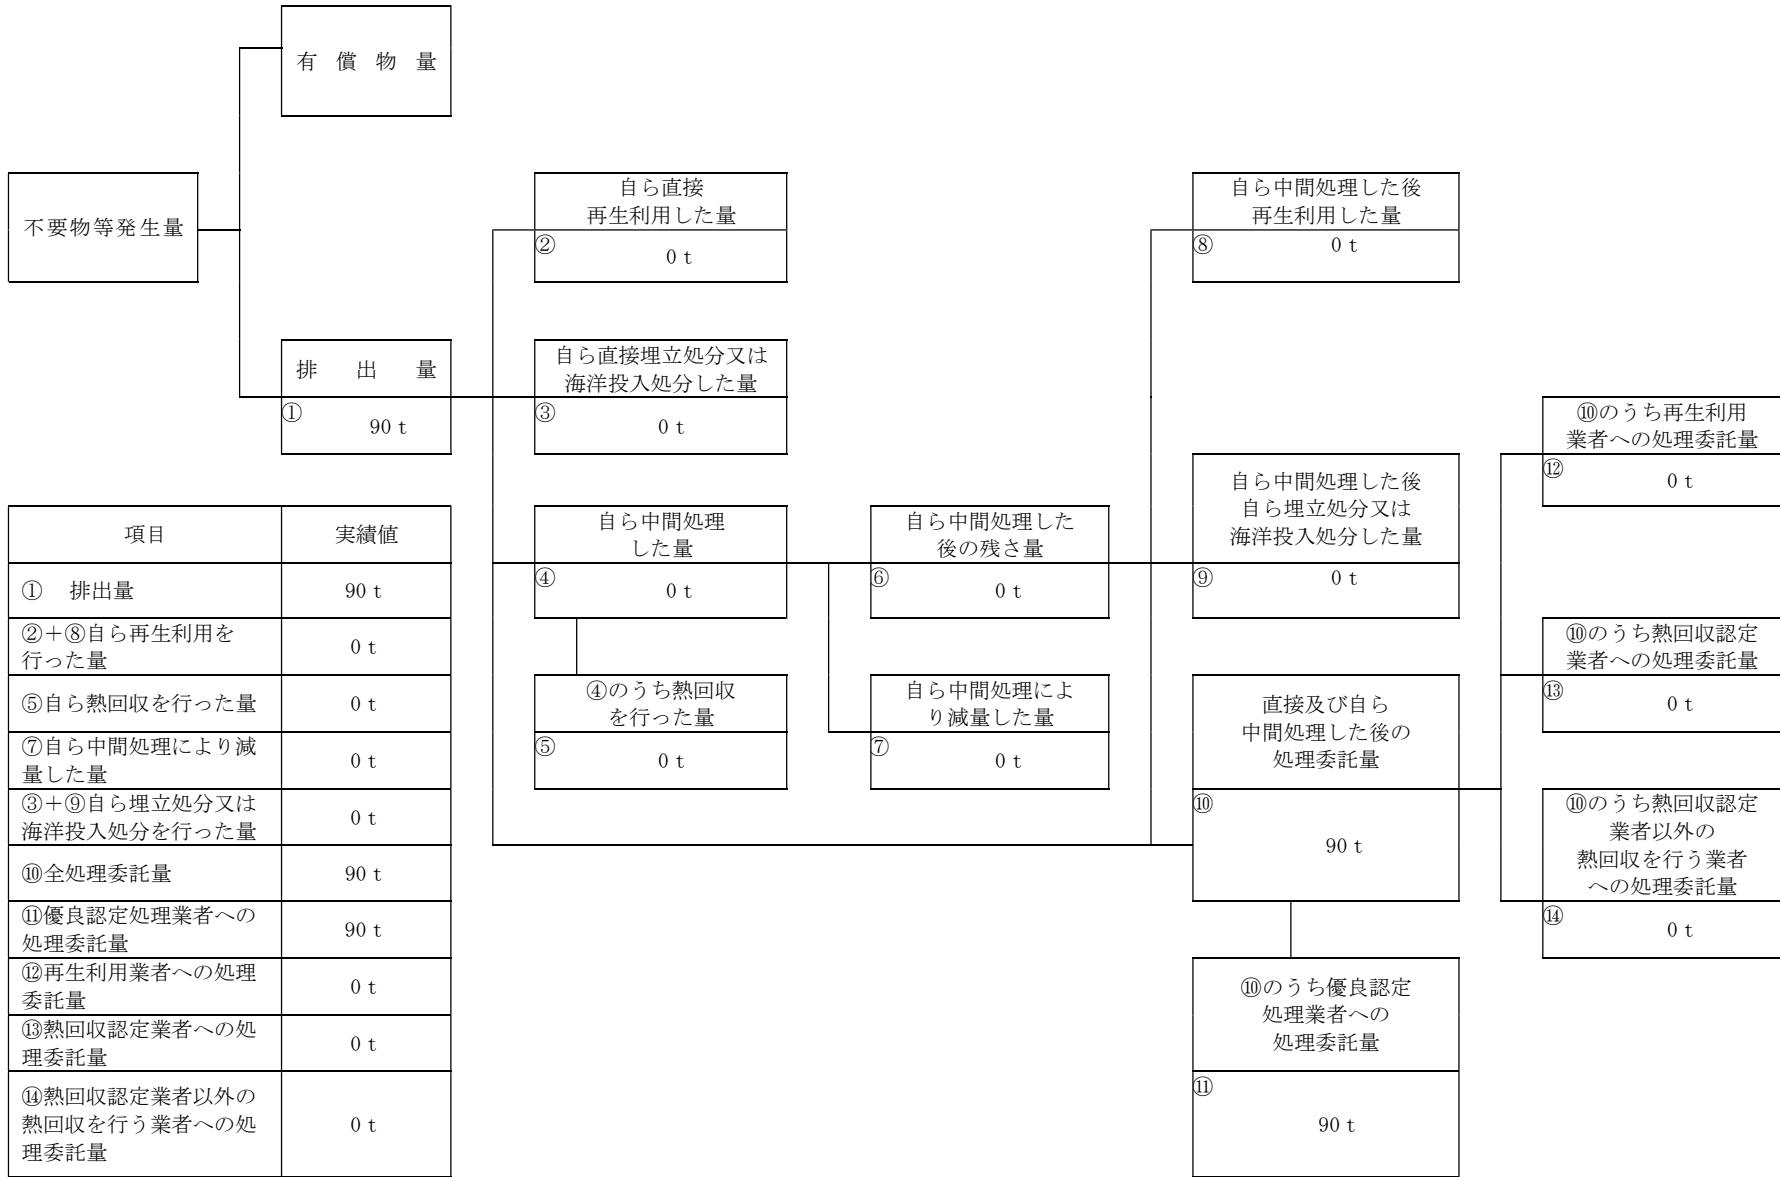 有 償 物 量
不要物等発生量
自ら直接
再生利用した量
② 0 t
自ら中間処理した後
再生利用した量
⑧ 0 t
排 出 量
① 90 t
自ら直接埋立処分又は
海洋投入処分した量
③ 0 t
⑩のうち再生利用
業者への処理委託量
⑫ 0 t
自ら中間処理
した量
④ 0 t
自ら中間処理した
後の残さ量
⑥ 0 t
自ら中間処理した後
自ら埋立処分又は
海洋投入処分した量
⑨ 0 t
⑩のうち熱回収認定
業者への処理委託量
⑬ 0 t
④のうち熱回収
を行った量
⑤ 0 t
自ら中間処理によ
り減量した量
⑦ 0 t
直接及び自ら
中間処理した後の
処理委託量
⑩
90 t
⑩のうち熱回収認定
業者以外の
熱回収を行う業者
への処理委託量
⑭ 0 t
⑩のうち優良認定
処理業者への
処理委託量
⑪
90 t
項目 実績値
① 排出量 90 t
②+⑧自ら再生利用を
行った量 0 t
⑤自ら熱回収を行った量 0 t
⑦自ら中間処理により減
量した量 0 t
③+⑨自ら埋立処分又は
海洋投入処分を行った量 0 t
⑩全処理委託量 90 t
⑪優良認定処理業者への
処理委託量 90 t
⑫再生利用業者への処理
委託量 0 t
⑬熱回収認定業者への処
理委託量 0 t
⑭熱回収認定業者以外の
熱回収を行う業者への処 0 t
理委託量